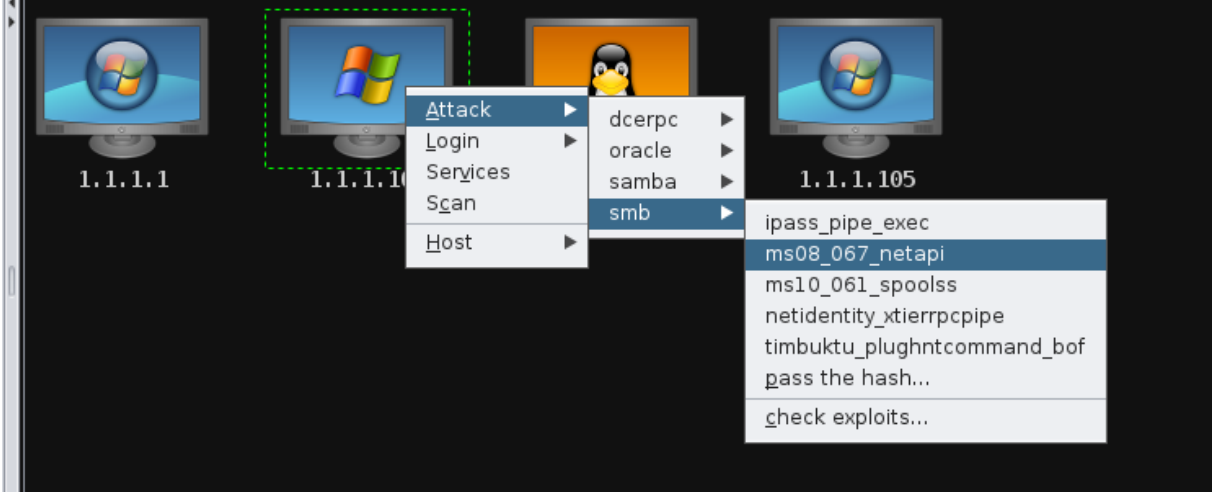 1.1.1.1
1.1.1.10
1.1.1.105
Attack
Login
Services
Scan
Host
dcerpc
oracle
samba
smb
ipass_pipe_exec
ms08_067_netapi
ms10_061_spoolss
netidentity_xtierrpcpipe
timbuktu_plughntcommand_bof
pass the hash...
check exploits...